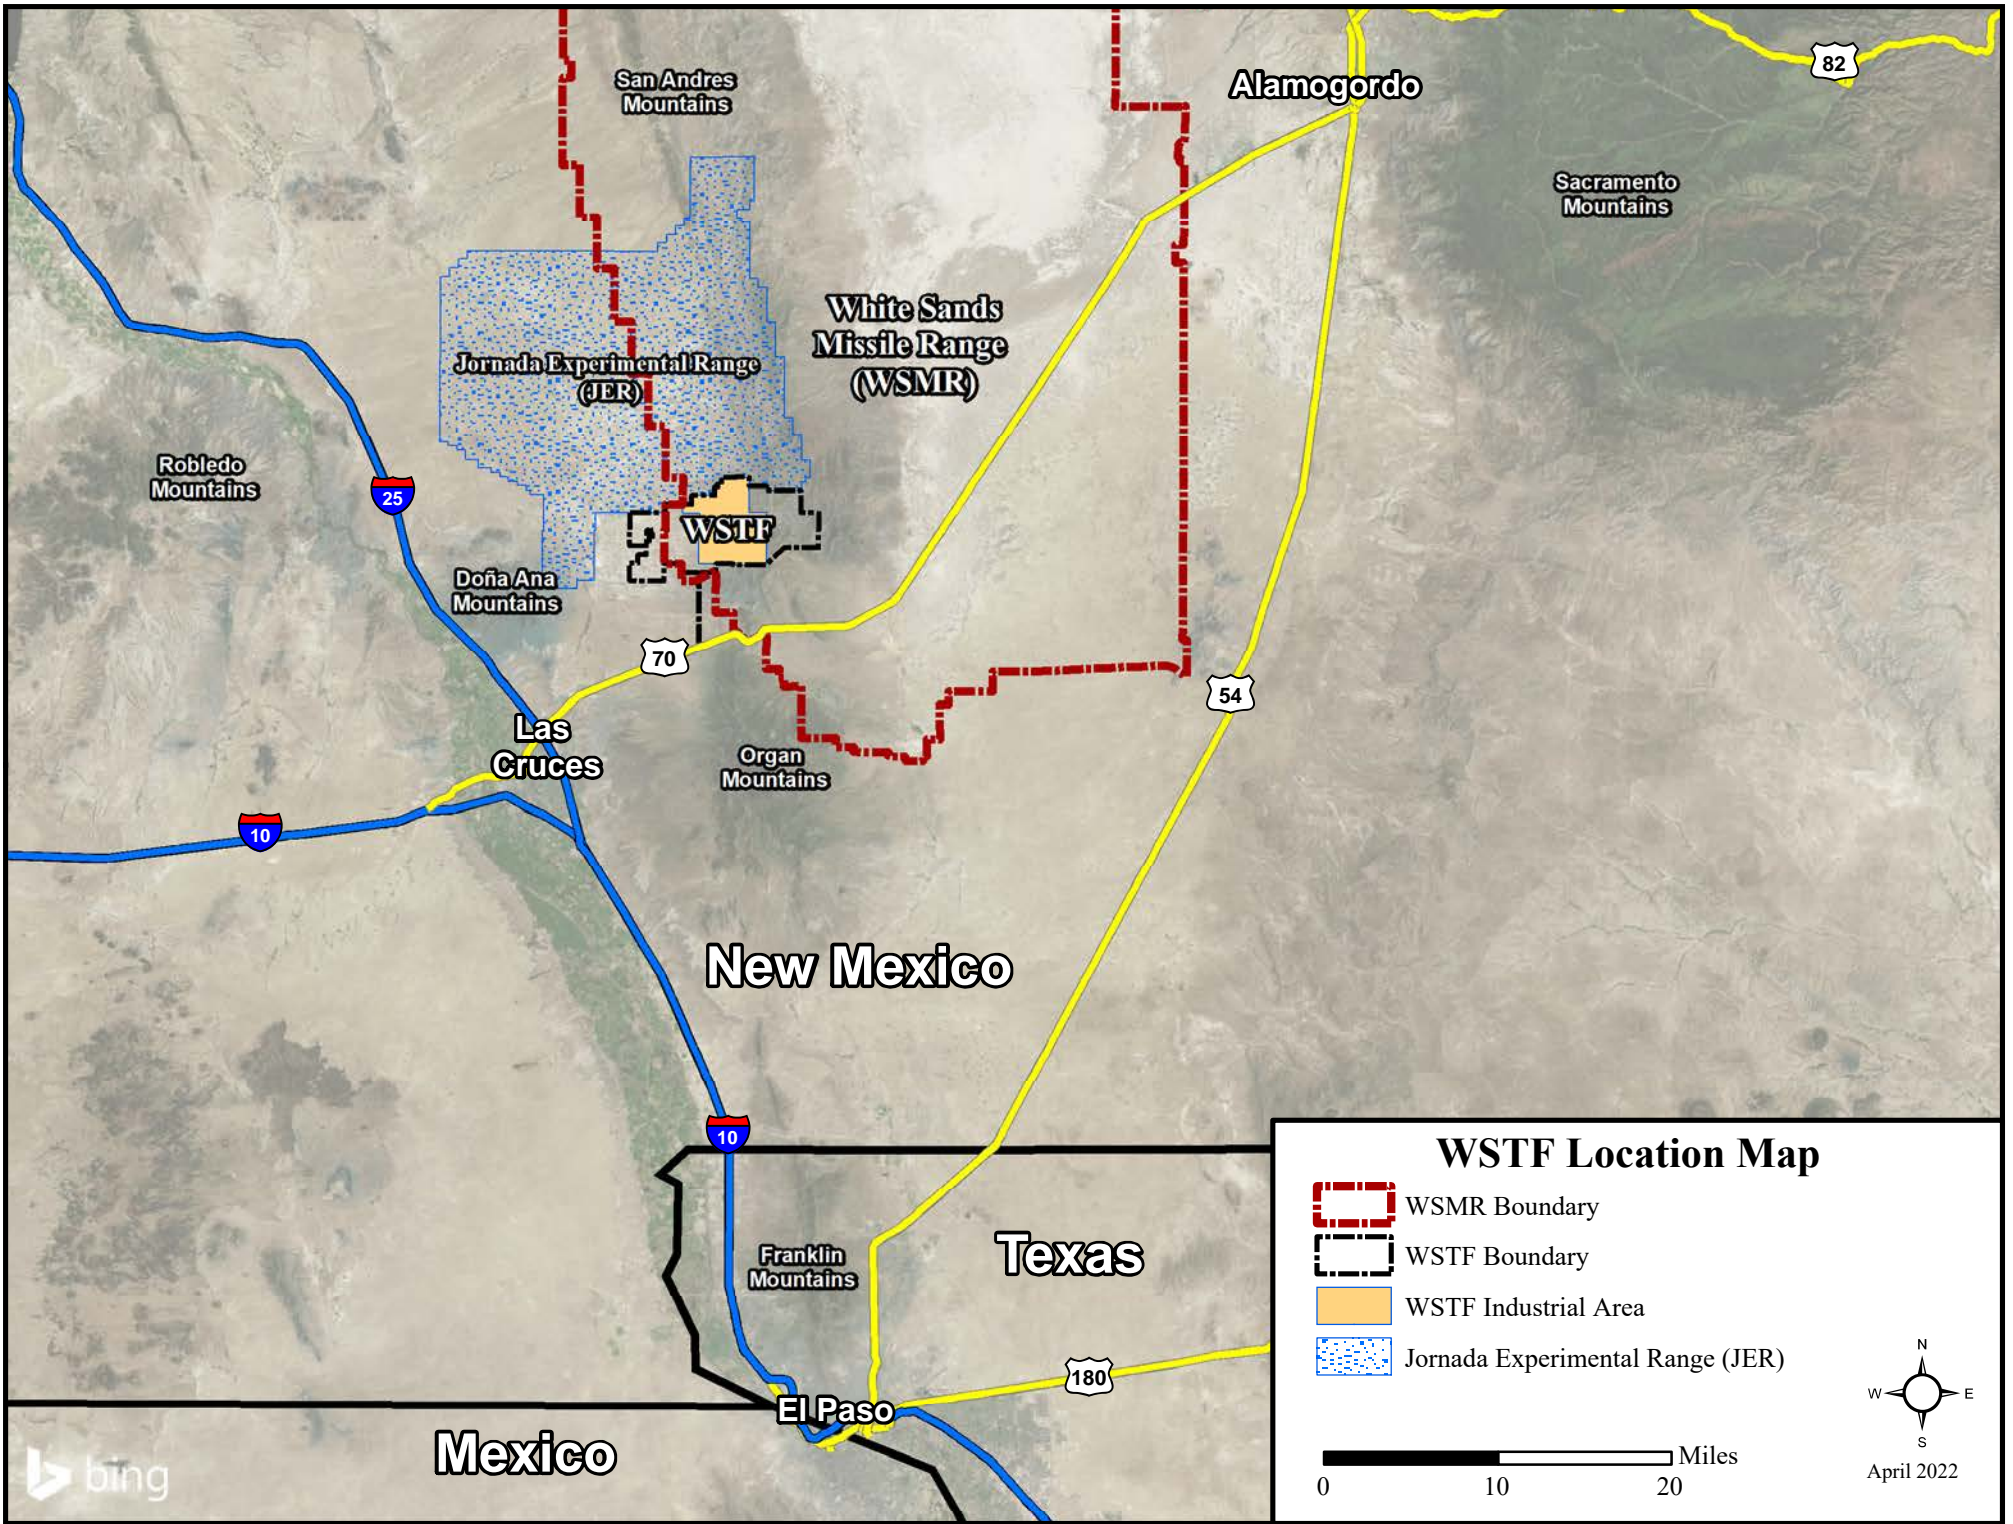 82
San Andres
Mountains
Alamogordo
Sacramento
Mountains
White Sands
Missile Range
(WSMR)
Jornada Experimental Range
(JER)
Robledo
Mountains
25
WSTF
Doña Ana
Mountains
70
54
Las
Cruces
Organ
Mountains
10
New Mexico
10
Texas
Franklin
Mountains
180
El Paso
Mexico
bing
WSTF Location Map
WSMR Boundary
WSTF Boundary
WSTF Industrial Area
Jornada Experimental Range (JER)
N
W E
S
Miles
0 10 20
April 2022